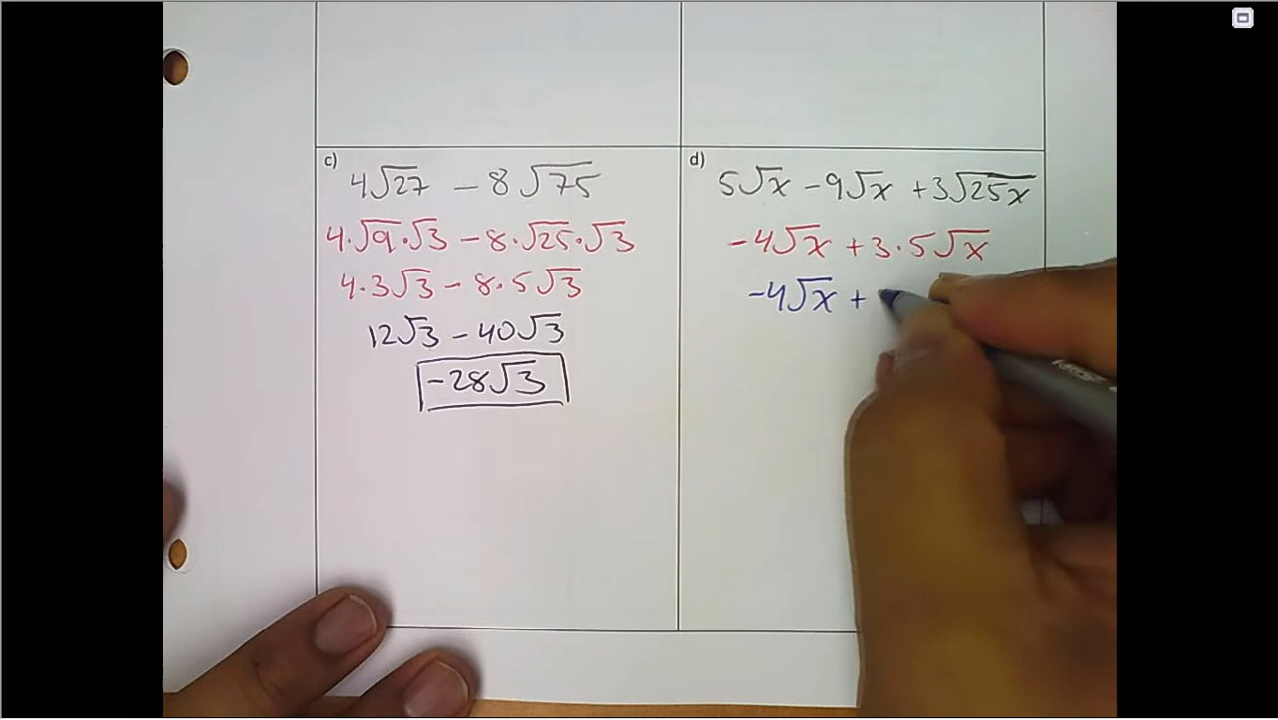 c)
4√27 − 8√75
4·√9·√3 − 8·√25·√3
4·3√3 − 8·5√3
12√3 − 40√3
−28√3
d)
5√x − 9√x + 3√25x
−4√x + 3·5√x
−4√x +